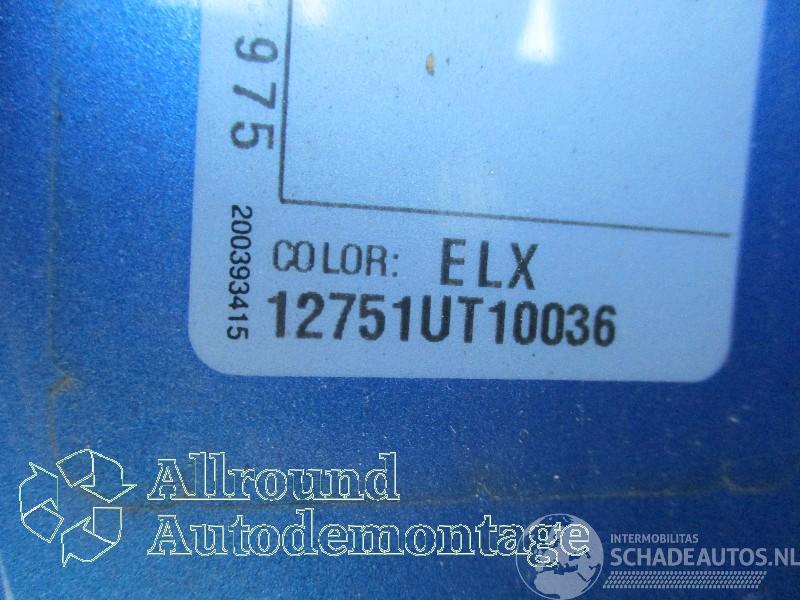 975
200393415
COLOR: ELX
12751UT10036
Allround
Autodemontage
INTERMOBILITAS
SCHADEAUTOS.NL